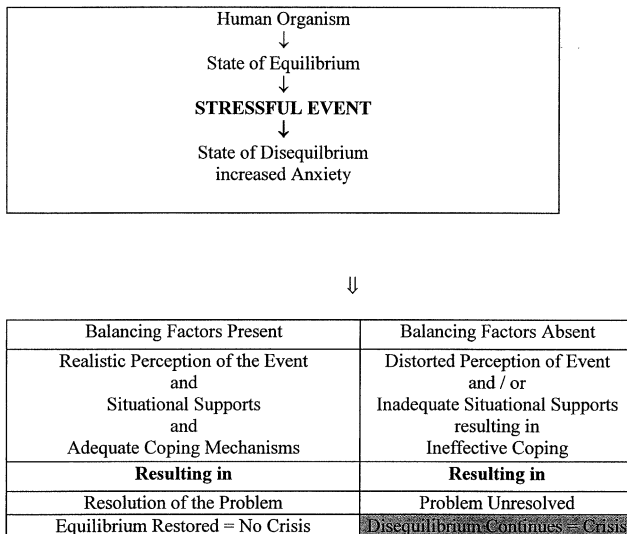 Human Organism
↓
State of Equilibrium
↓
STRESSFUL EVENT
↓
State of Disequilbrium
increased Anxiety
⇓
Balancing Factors Present
Balancing Factors Absent
Realistic Perception of the Event
and
Situational Supports
and
Adequate Coping Mechanisms
Distorted Perception of Event
and / or
Inadequate Situational Supports
resulting in
Ineffective Coping
Resulting in
Resulting in
Resolution of the Problem
Problem Unresolved
Equilibrium Restored = No Crisis
Disequilibrium Continues = Crisis